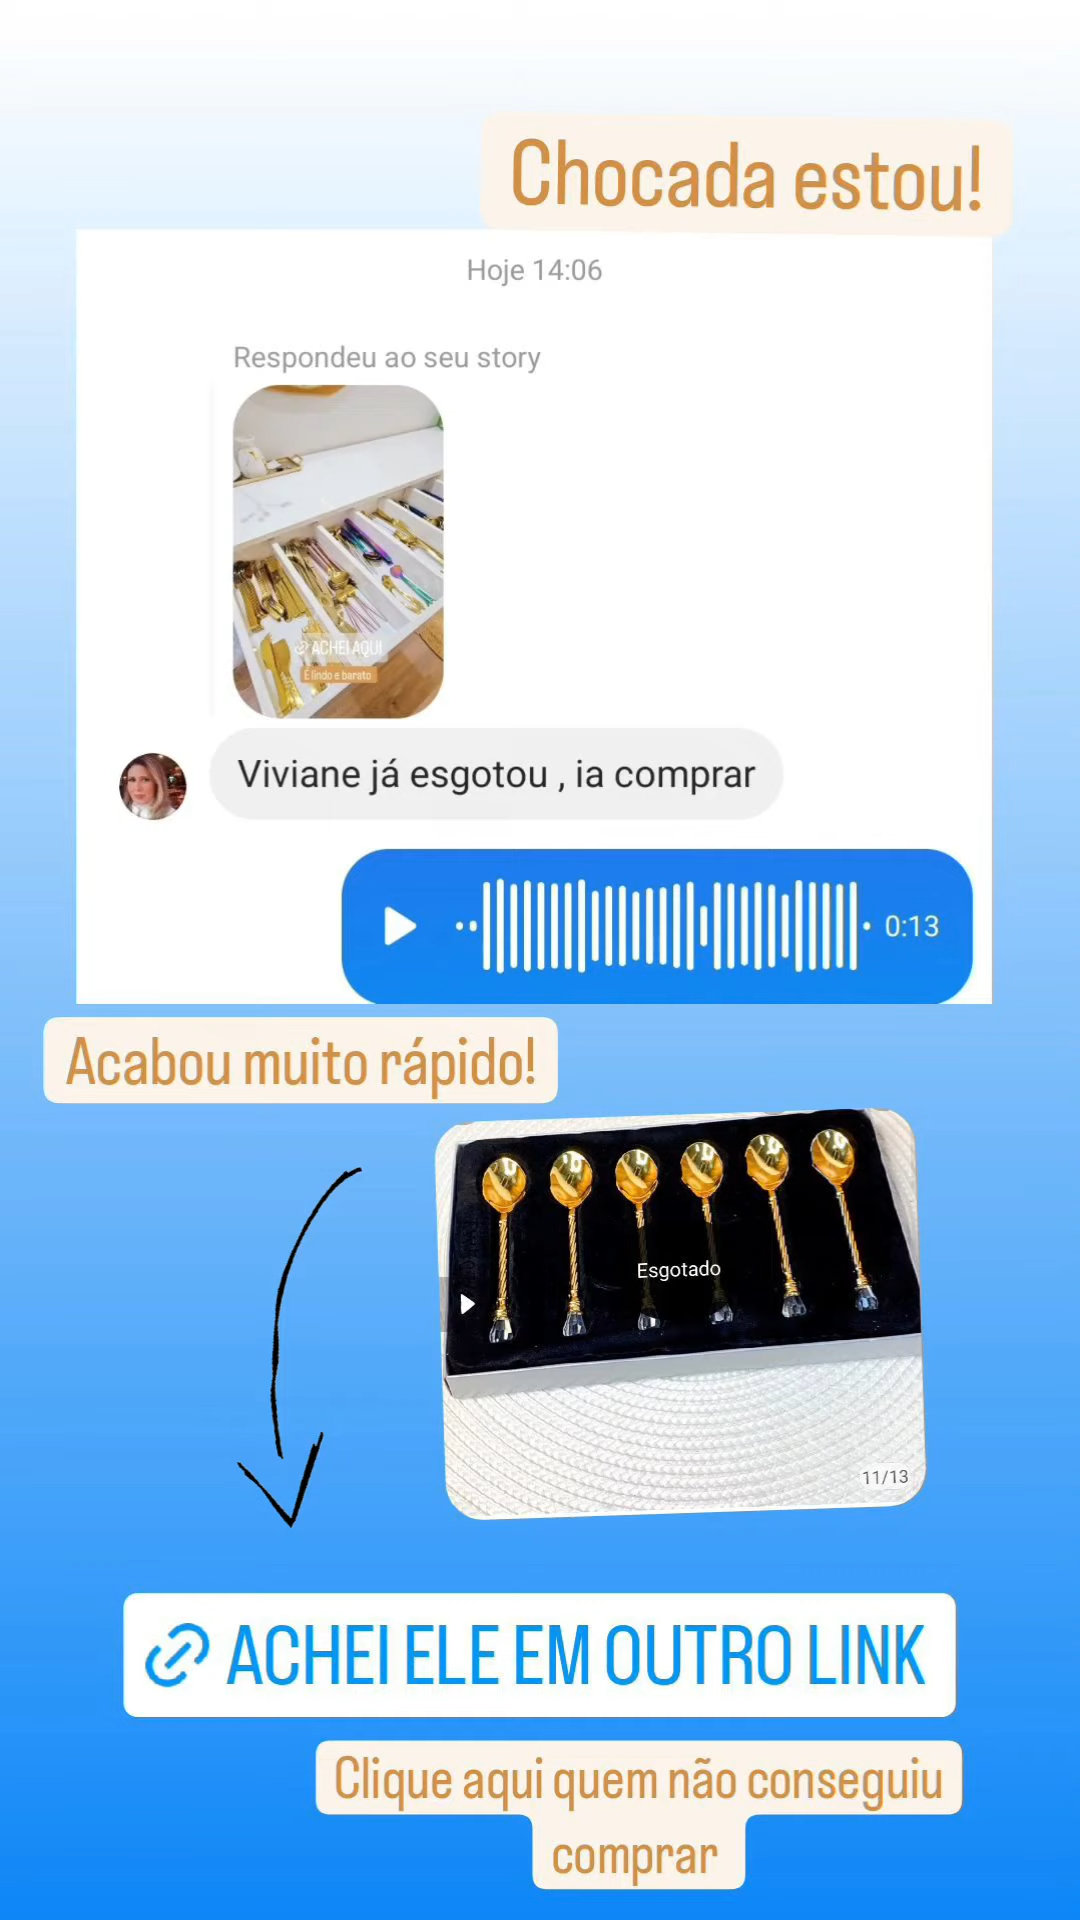 Chocada estou!
Hoje 14:06
Respondeu ao seu story
ACHEI AQUI
É lindo e barato
Viviane já esgotou , ia comprar
0:13
Acabou muito rápido!
Esgotado
11/13
ACHEI ELE EM OUTRO LINK
Clique aqui quem não conseguiu
comprar